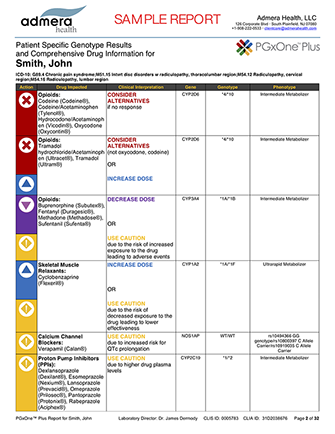 admera
HEALTH
SAMPLE REPORT
Admera Health, LLC
126 Corporate Blvd · South Plainfield, NJ 07080
+1-908-222-0533 · clientcare@admerahealth.com
Patient Specific Genotype Results
and Comprehensive Drug Information for
Smith, John
PGxOne™ Plus
ICD-10: G89.4 Chronic pain syndrome;M51.15 Intvrt disc disorders w radiculopathy, thoracolumbar region;M54.12 Radiculopathy, cervical
region;M54.16 Radiculopathy, lumbar region
Action Drug Impacted Clinical Interpretation Gene Genotype Phenotype
Opioids: CONSIDER CYP2D6 *4/*10 Intermediate Metabolizer
Codeine (Codeine®), ALTERNATIVES
Codeine/Acetaminophen if no response
(Tylenol®),
Hydrocodone/Acetaminoph
en (Vicodin®), Oxycodone
(Oxycontin®)
Opioids: CONSIDER CYP2D6 *4/*10 Intermediate Metabolizer
Tramadol ALTERNATIVES
hydrochloride/Acetaminoph (not oxycodone, codeine)
en (Ultracet®), Tramadol
(Ultram®) OR
INCREASE DOSE
Opioids: DECREASE DOSE CYP3A4 *1A/*1B Intermediate Metabolizer
Buprenorphine (Subutex®),
Fentanyl (Duragesic®),
Methadone (Methadose®),
Sufentanil (Sufenta®) OR
USE CAUTION
due to the risk of increased
exposure to the drug
leading to adverse events
Skeletal Muscle INCREASE DOSE CYP1A2 *1A/*1F Ultrarapid Metabolizer
Relaxants:
Cyclobenzaprine
(Flexeril®)
OR
USE CAUTION
due to the risk of
decreased exposure to the
drug leading to lower
effectiveness
Calcium Channel USE CAUTION NOS1AP WT/WT rs10494366 GG
Blockers: due to increased risk for genotype/rs10800397 C Allele
Verapamil (Calan®) QTc prolongation Carrier/rs10919035 C Allele
Carrier
Proton Pump Inhibitors USE CAUTION CYP2C19 *1/*2 Intermediate Metabolizer
(PPIs): due to higher drug plasma
Dexlansoprazole levels
(Dexilant®), Esomeprazole
(Nexium®), Lansoprazole
(Prevacid®), Omeprazole
(Prilosec®), Pantoprazole
(Protonix®), Rabeprazole
(Aciphex®)
PGxOne™ Plus Report for Smith, John Laboratory Director: Dr. James Dermody CLIS ID: 0005783 CLIA ID: 31D2038676 Page 2 of 32